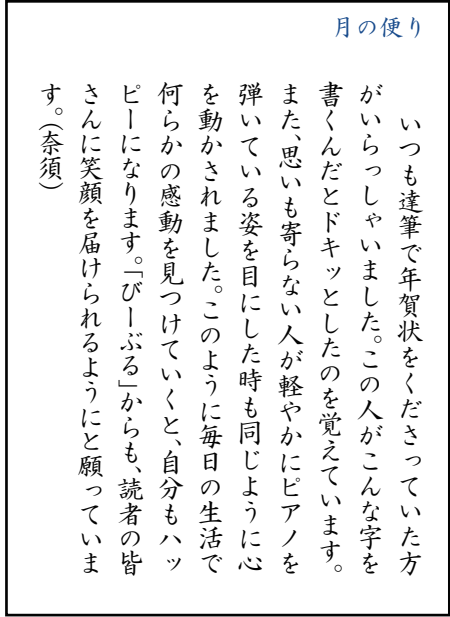 月の便り
いつも達筆で年賀状をくださっていた方
がいらっしゃいました。この人がこんな字を
書くんだとドキッとしたのを覚えています。
また、思いも寄らない人が軽やかにピアノを
弾いている姿を目にした時も同じように心
を動かされました。このように毎日の生活で
何らかの感動を見つけていくと、自分もハッ
ピーになります。「びーぶる」からも、読者の皆
さんに笑顔を届けられるようにと願っていま
す。（奈須）